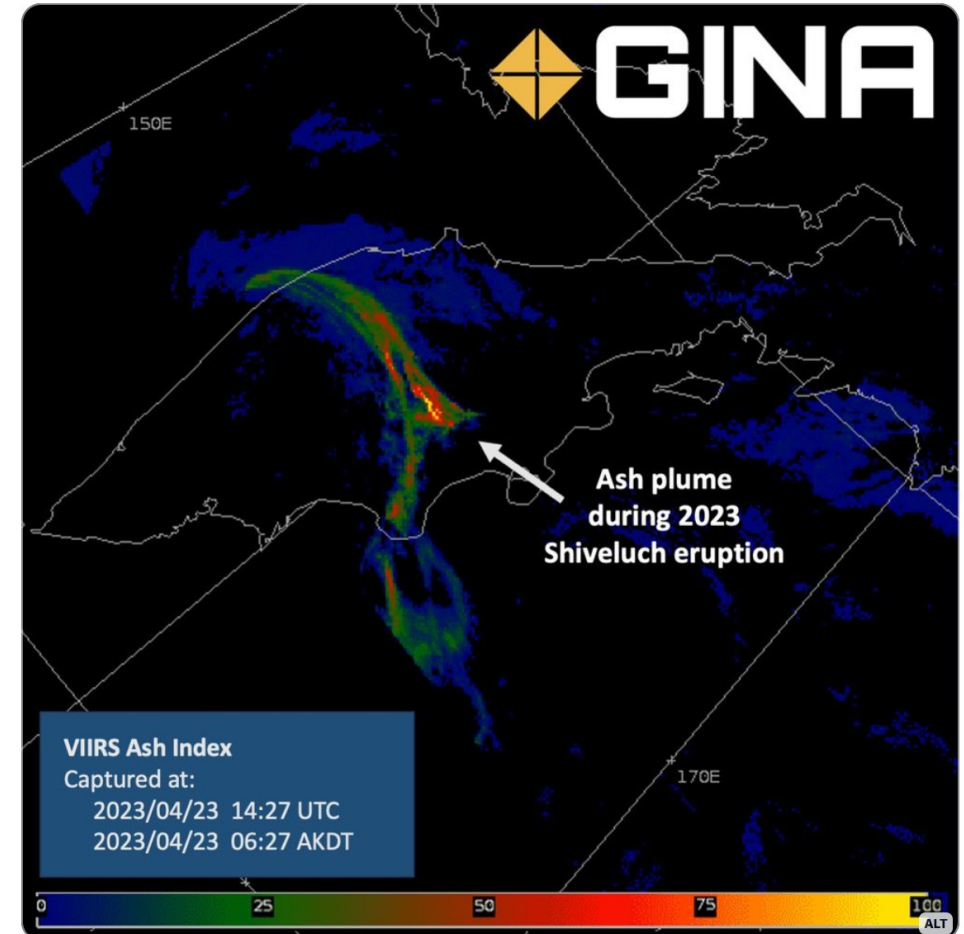 GINA
150E
Ash plume
during 2023
Shiveluch eruption
VIIRS Ash Index
Captured at:
2023/04/23 14:27 UTC
2023/04/23 06:27 AKDT
170E
0 25 50 75 100
ALT